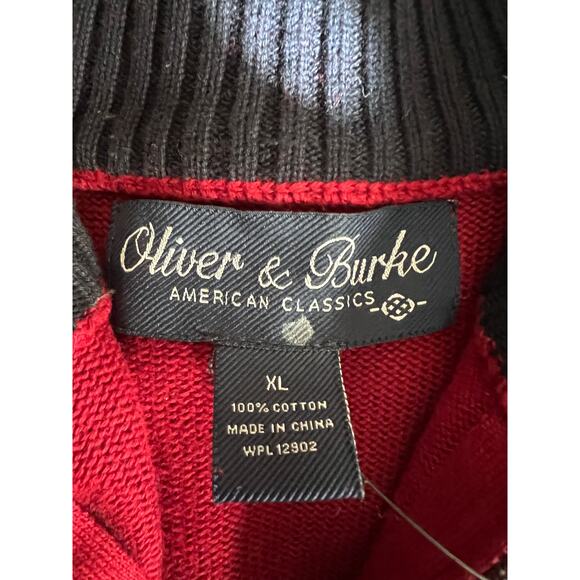 Oliver & Burke
AMERICAN CLASSICS
XL
100% COTTON
MADE IN CHINA
WPL 12902